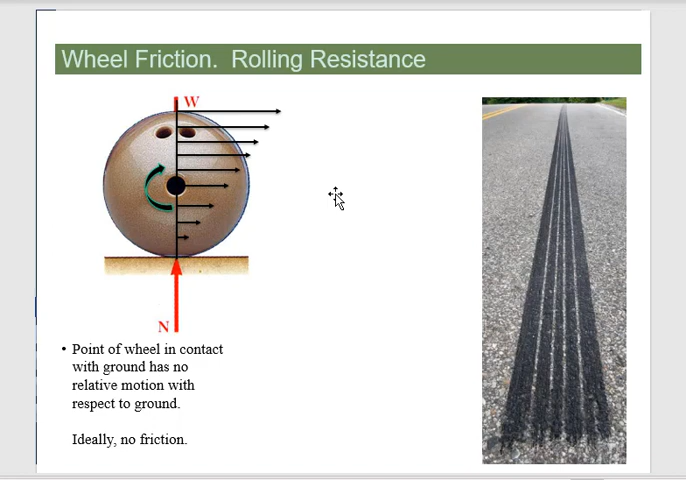 Wheel Friction.  Rolling Resistance
W
N
• Point of wheel in contact
with ground has no
relative motion with
respect to ground.
Ideally, no friction.